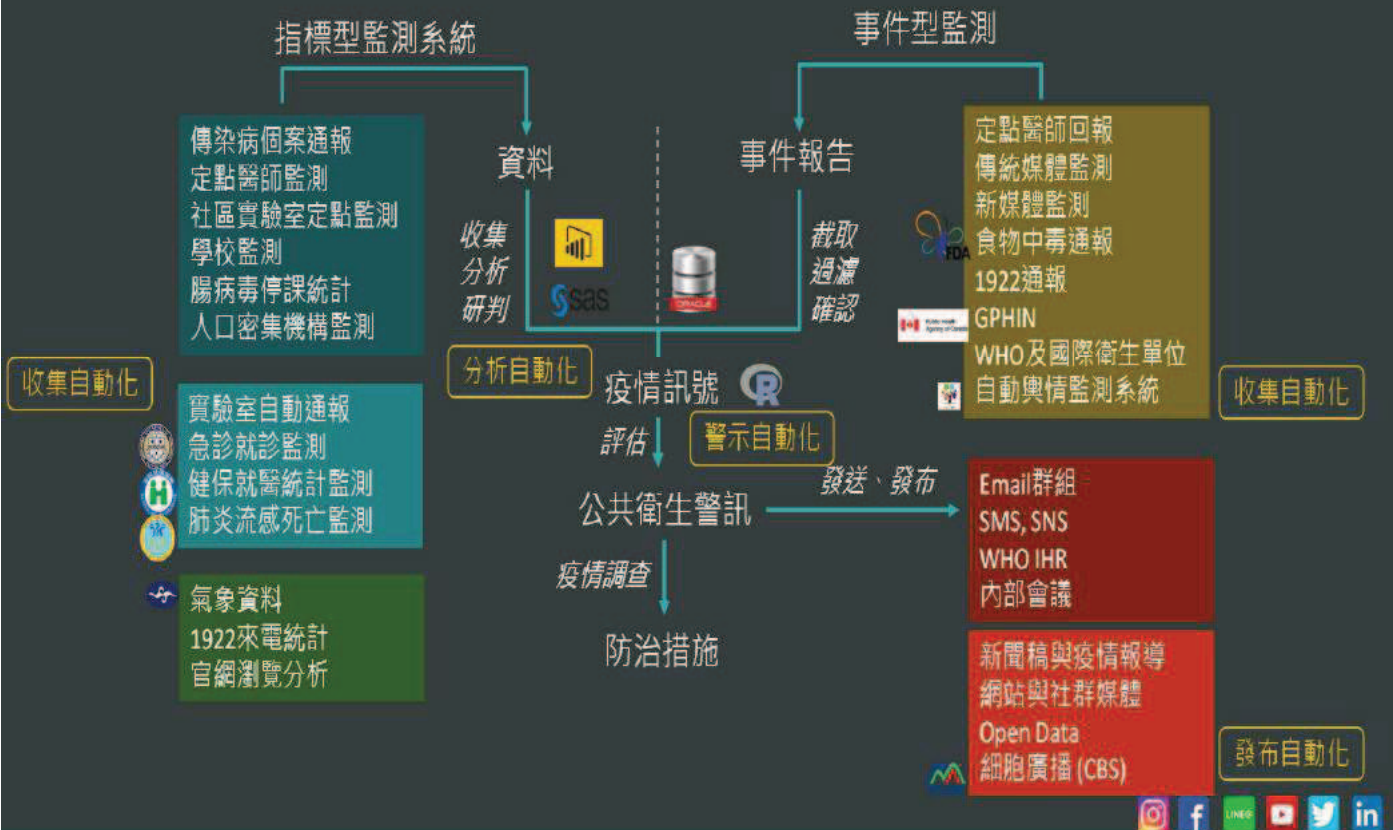 指標型監測系統
事件型監測
傳染病個案通報
定點醫師監測
社區實驗室定點監測
學校監測
腸病毒停課統計
人口密集機構監測
收集自動化
實驗室自動通報
急診就診監測
健保就醫統計監測
肺炎流感死亡監測
氣象資料
1922來電統計
官網瀏覽分析
資料
收集
分析
研判
Ssas
ORACLE
分析自動化
事件報告
截取
過濾
確認
疫情訊號
R
評估
警示自動化
公共衛生警訊
發送、發布
疫情調查
防治措施
定點醫師回報
傳統媒體監測
新媒體監測
食物中毒通報
FDA
1922通報
GPHIN
Public Health
Agency of Canada
WHO及國際衛生單位
自動輿情監測系統
收集自動化
Email群組
SMS, SNS
WHO IHR
內部會議
新聞稿與疫情報導
網站與社群媒體
Open Data
細胞廣播 (CBS)
發布自動化
f
in